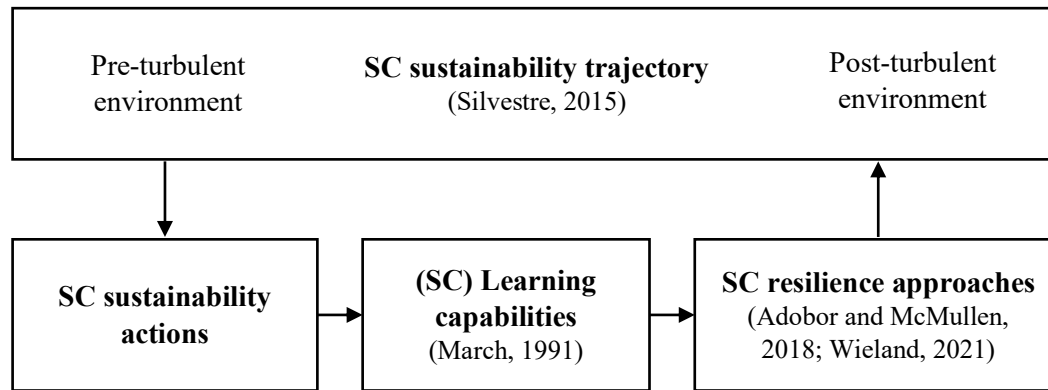 Pre-turbulent
environment
SC sustainability trajectory
(Silvestre, 2015)
Post-turbulent
environment
SC sustainability
actions
(SC) Learning
capabilities
(March, 1991)
SC resilience approaches
(Adobor and McMullen,
2018; Wieland, 2021)